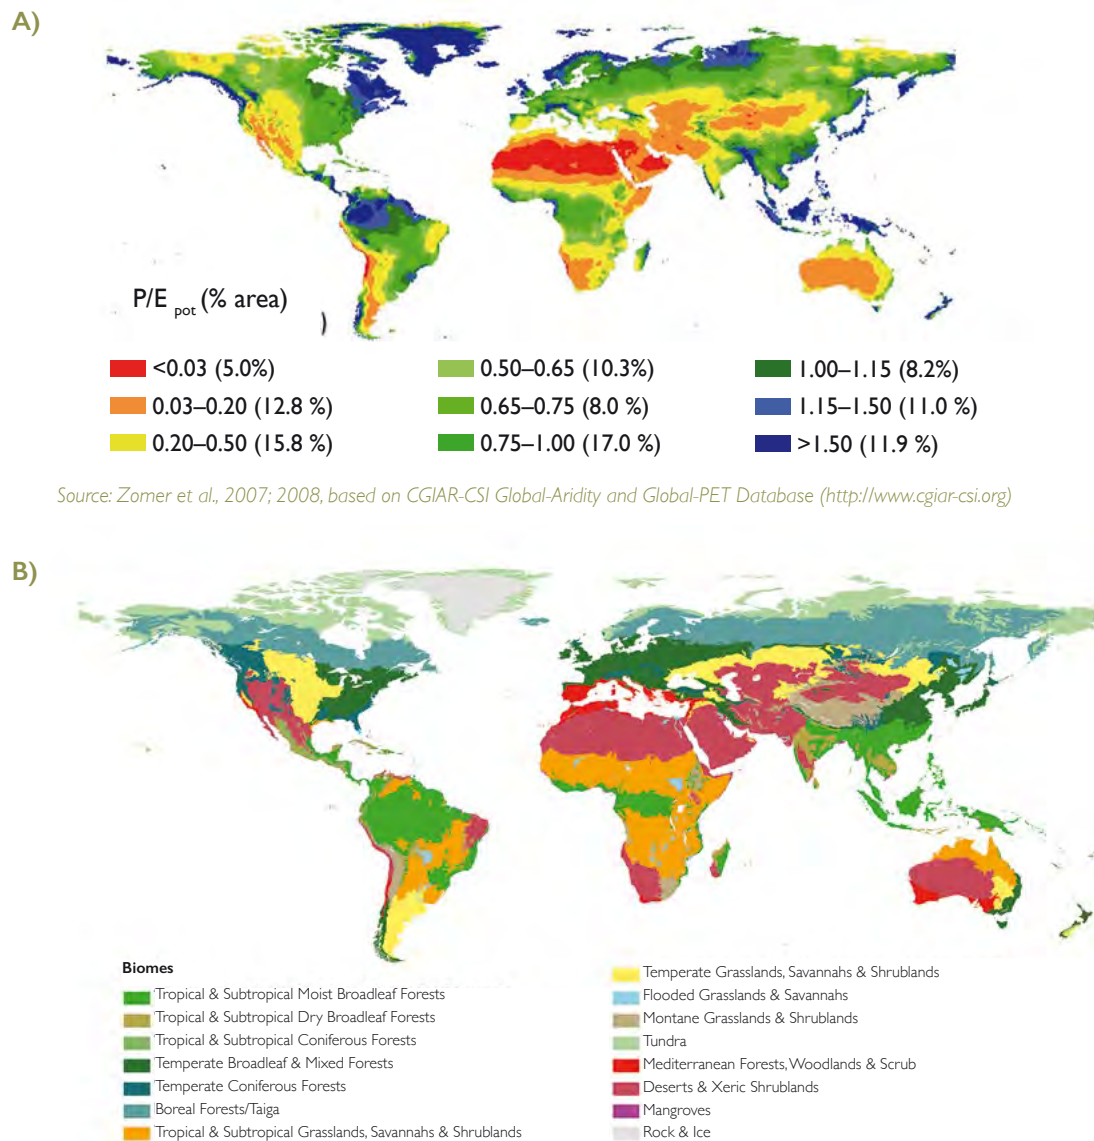 A)
P/E pot (% area)
)
<0.03 (5.0%)
0.03–0.20 (12.8 %)
0.20–0.50 (15.8 %)
0.50–0.65 (10.3%)
0.65–0.75 (8.0 %)
0.75–1.00 (17.0 %)
1.00–1.15 (8.2%)
1.15–1.50 (11.0 %)
>1.50 (11.9 %)
Source: Zomer et al., 2007; 2008, based on CGIAR-CSI Global-Aridity and Global-PET Database (http://www.cgiar-csi.org)
B)
Biomes
Tropical & Subtropical Moist Broadleaf Forests
Tropical & Subtropical Dry Broadleaf Forests
Tropical & Subtropical Coniferous Forests
Temperate Broadleaf & Mixed Forests
Temperate Coniferous Forests
Boreal Forests/Taiga
Tropical & Subtropical Grasslands, Savannahs & Shrublands
Temperate Grasslands, Savannahs & Shrublands
Flooded Grasslands & Savannahs
Montane Grasslands & Shrublands
Tundra
Mediterranean Forests, Woodlands & Scrub
Deserts & Xeric Shrublands
Mangroves
Rock & Ice